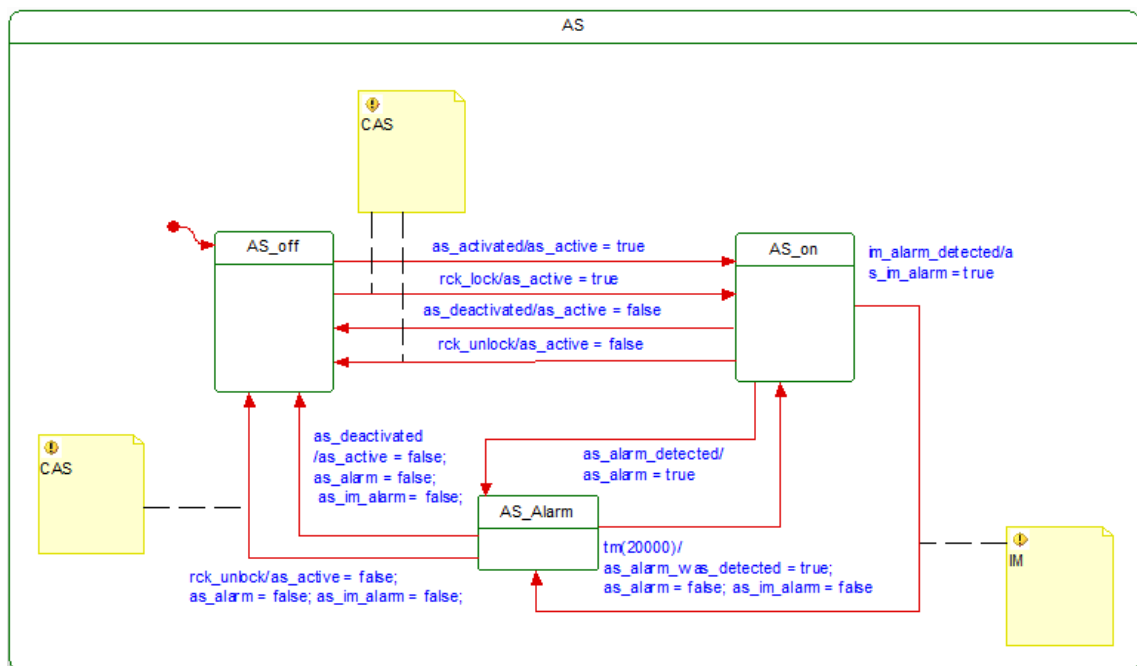 AS
CAS
AS_off
as_activated/as_active = true
AS_on
im_alarm_detected/a
s_im_alarm = true
rck_lock/as_active = true
as_deactivated/as_active = false
rck_unlock/as_active = false
CAS
as_deactivated
/as_active = false;
as_alarm = false;
as_im_alarm = false;
as_alarm_detected/
as_alarm = true
AS_Alarm
tm(20000)/
as_alarm_was_detected = true;
as_alarm = false; as_im_alarm = false
IM
rck_unlock/as_active = false;
as_alarm = false; as_im_alarm = false;